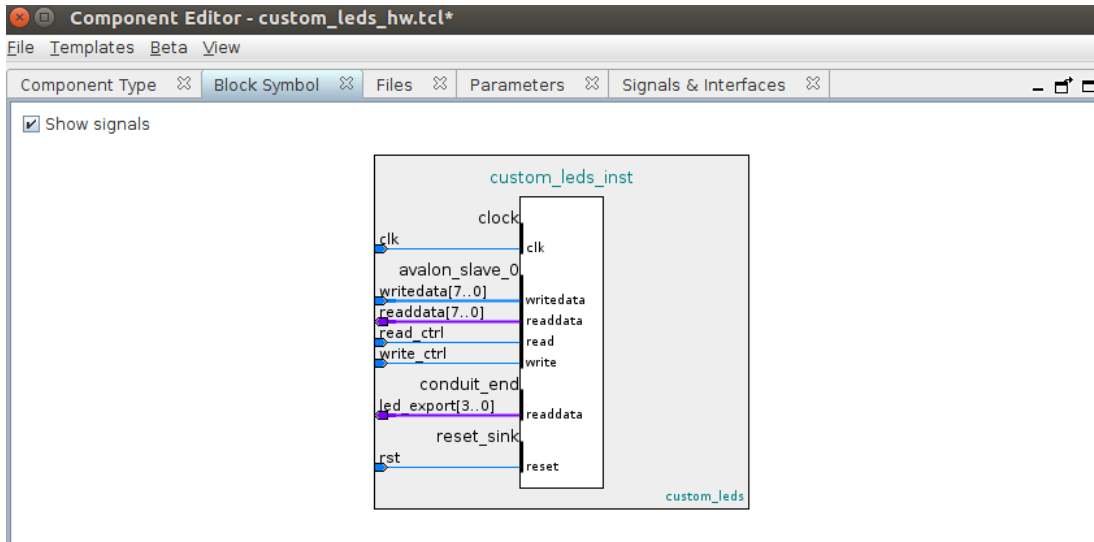 Component Editor - custom_leds_hw.tcl*
File Templates Beta View
Component Type Block Symbol Files Parameters Signals & Interfaces
Show signals
custom_leds_inst
clock
clk
clk
avalon_slave_0
writedata[7..0]
writedata
readdata[7..0]
readdata
read_ctrl
read
write_ctrl
write
conduit_end
led_export[3..0]
readdata
reset_sink
rst
reset
custom_leds